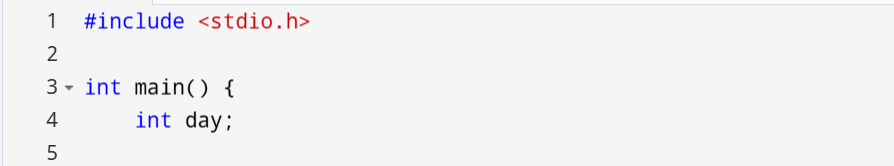 1 #include <stdio.h>
2
3 int main() {
4     int day;
5